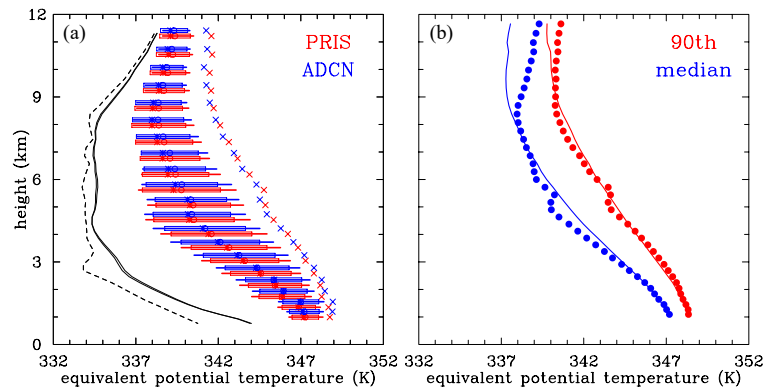 (a)
PRIS
ADCN
12
9
6
3
0
height (km)
332 337 342 347 352
equivalent potential temperature (K)
(b)
90th
median
332 337 342 347 352
equivalent potential temperature (K)